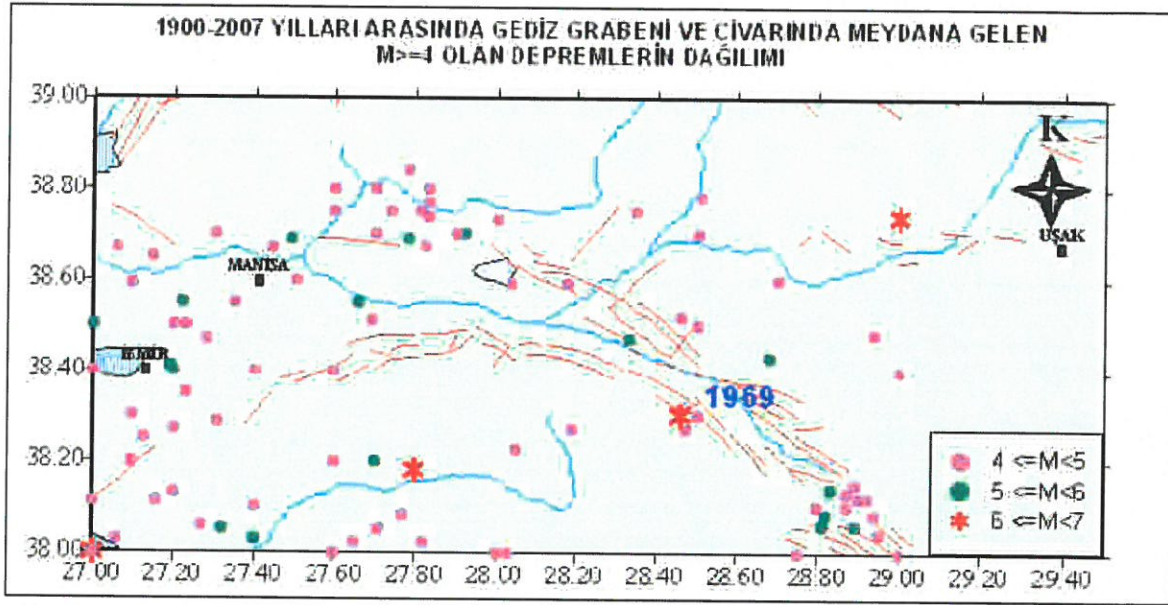 1900-2007 YILLARI ARASINDA GEDİZ GRABENİ VE CİVARINDA MEYDANA GELEN
M>=4 OLAN DEPREMLERİN DAĞILIMI
39.00
38.80
38.60
38.40
38.20
38.00
K
UŞAK
MANİSA
1969
4 <=M<5
5 <=M<6
6 <=M<7
27.00 27.20 27.40 27.60 27.80 28.00 28.20 28.40 28.60 28.80 29.00 29.20 29.40